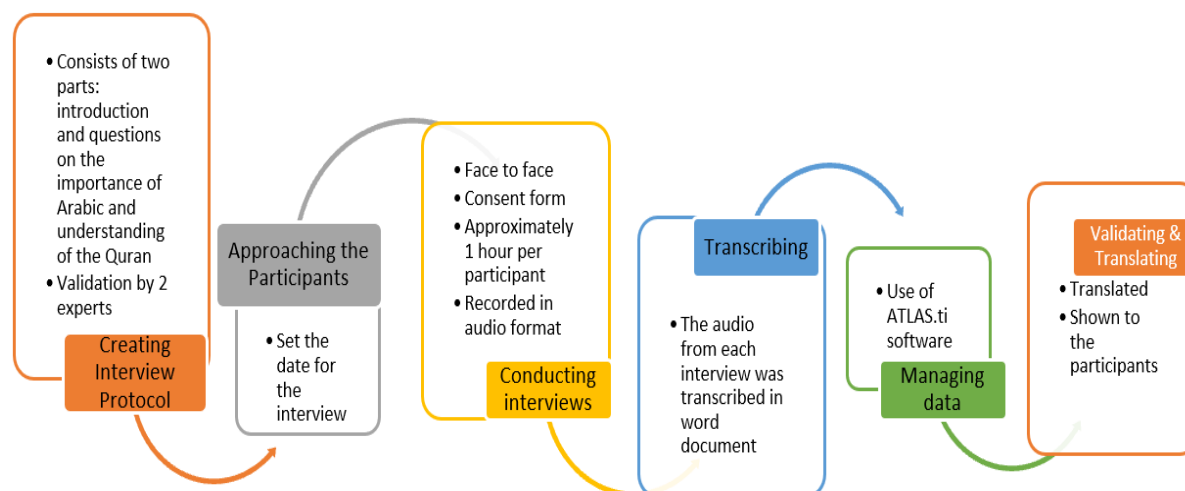 • Consists of two
parts:
introduction
and questions
on the
importance of
Arabic and
understanding
of the Quran
• Validation by 2
experts
Creating
Interview
Protocol
Approaching the
Participants
• Set the
date for
the
interview
• Face to face
• Consent form
• Approximately
1 hour per
participant
• Recorded in
audio format
Conducting
interviews
Transcribing
• The audio
from each
interview was
transcribed in
word
document
• Use of
ATLAS.ti
software
Managing
data
Validating &
Translating
• Translated
• Shown to
the
participants